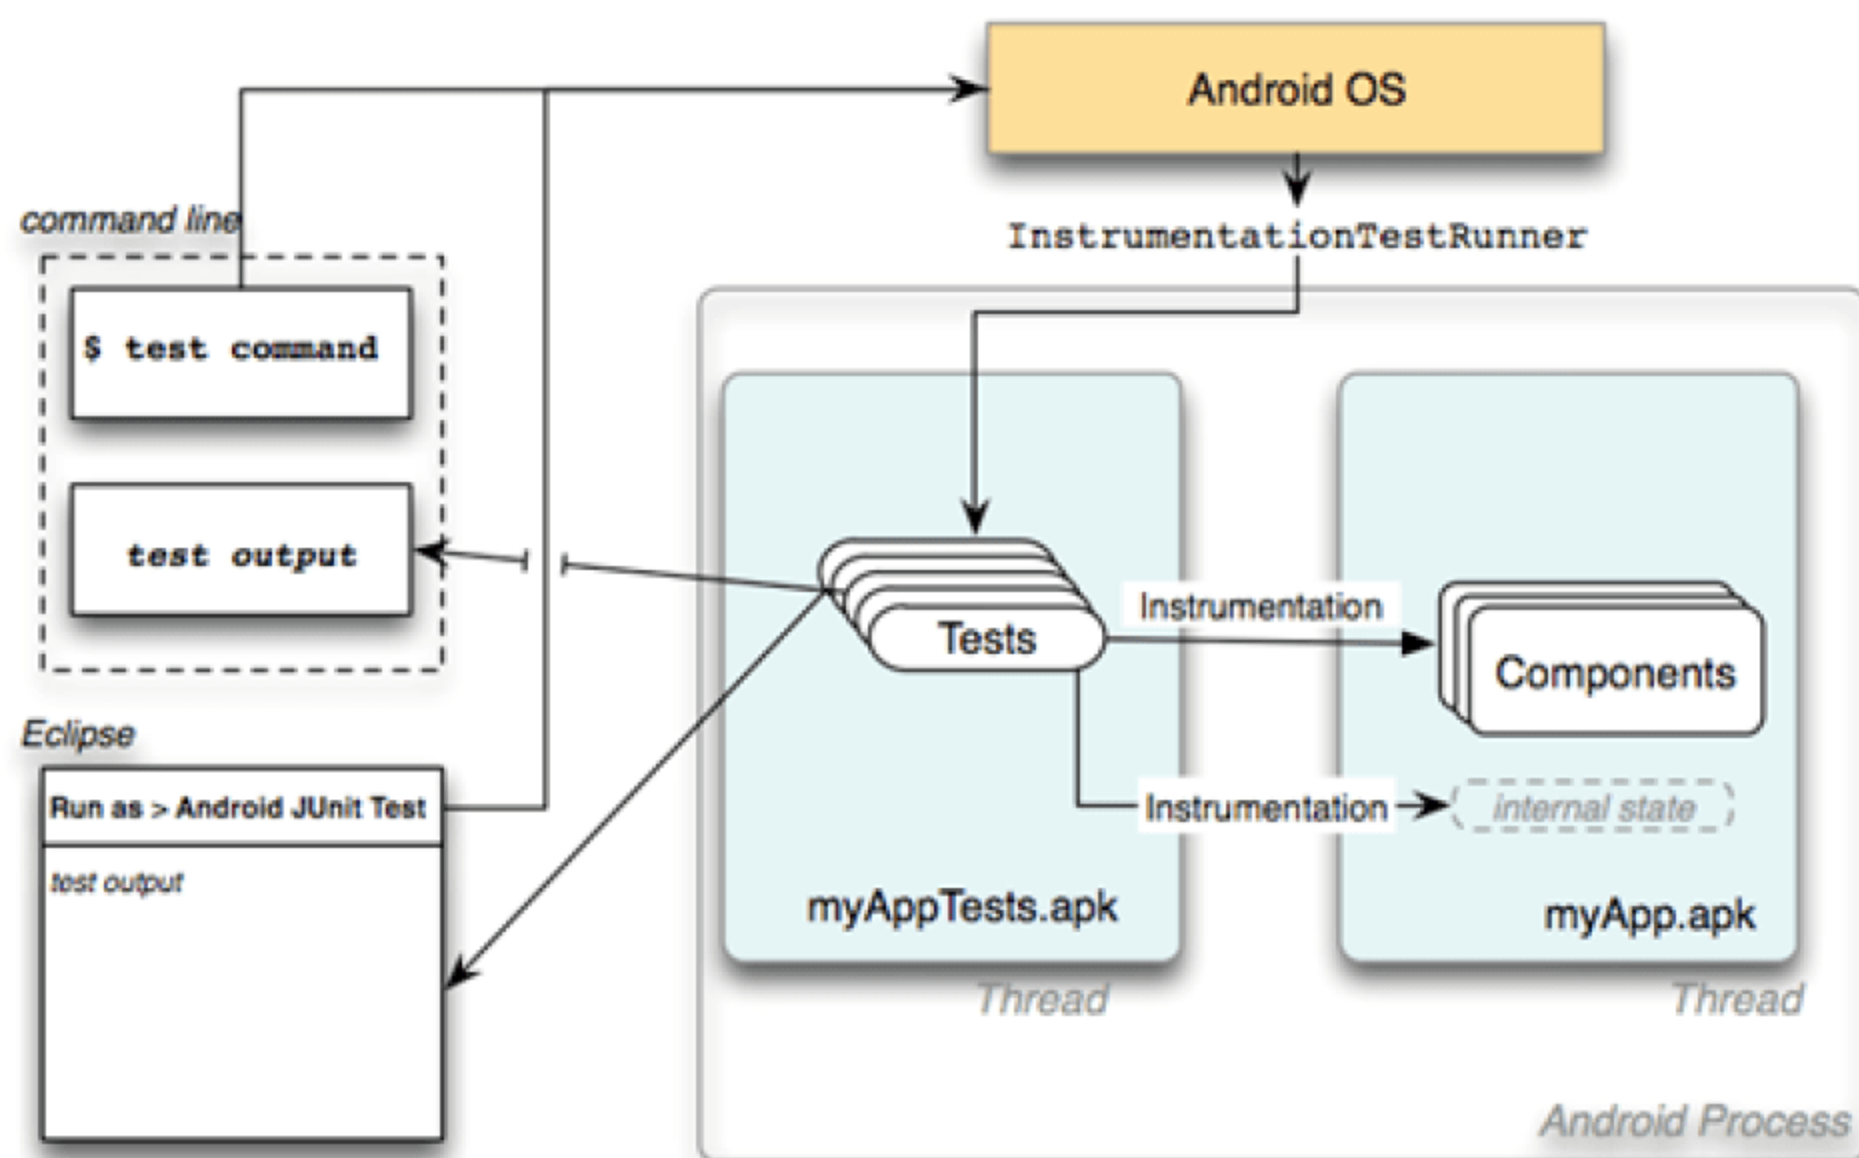 Android OS
command line
InstrumentationTestRunner
$ test command
test output
Instrumentation
Tests
Components
Eclipse
Run as > Android JUnit Test
Instrumentation
internal state
test output
myAppTests.apk
myApp.apk
Thread
Thread
Android Process